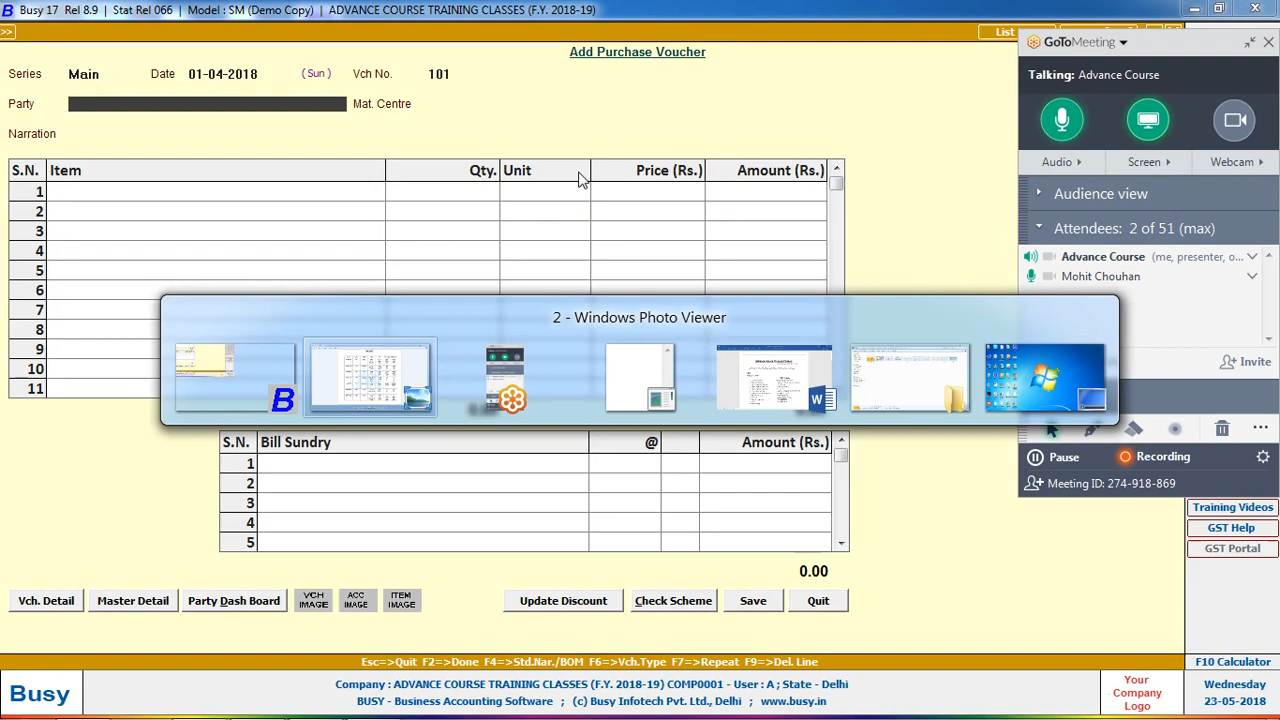 Busy 17 Rel 8.9 | Stat Rel 066 | Model : SM (Demo Copy) | ADVANCE COURSE TRAINING CLASSES (F.Y. 2018-19)
>> List
Add Purchase Voucher
Series Main Date 01-04-2018 (Sun) Vch No. 101
Party Mat. Centre
Narration
S.N. Item Qty. Unit Price (Rs.) Amount (Rs.)
1
2
3
4
5
6
7
8
9
10
11
2 - Windows Photo Viewer
S.N. Bill Sundry @ Amount (Rs.)
1
2
3
4
5
0.00
Vch. Detail Master Detail Party Dash Board VCH IMAGE ACC IMAGE ITEM IMAGE Update Discount Check Scheme Save Quit
Esc=>Quit F2=>Done F4=>Std.Nar./BOM F6=>Vch.Type F7=>Repeat F9=>Del. Line
GoToMeeting
Talking: Advance Course
Audio Screen Webcam
Audience view
Attendees: 2 of 51 (max)
Advance Course (me, presenter, o...
Mohit Chouhan
Invite
Pause Recording
Meeting ID: 274-918-869
Training Videos
GST Help
GST Portal
F10 Calculator
Busy
Company : ADVANCE COURSE TRAINING CLASSES (F.Y. 2018-19) COMP0001 - User : A ; State - Delhi
BUSY - Business Accounting Software ; (c) Busy Infotech Pvt. Ltd., Delhi ; www.busy.in
Your
Company
Logo
Wednesday
23-05-2018